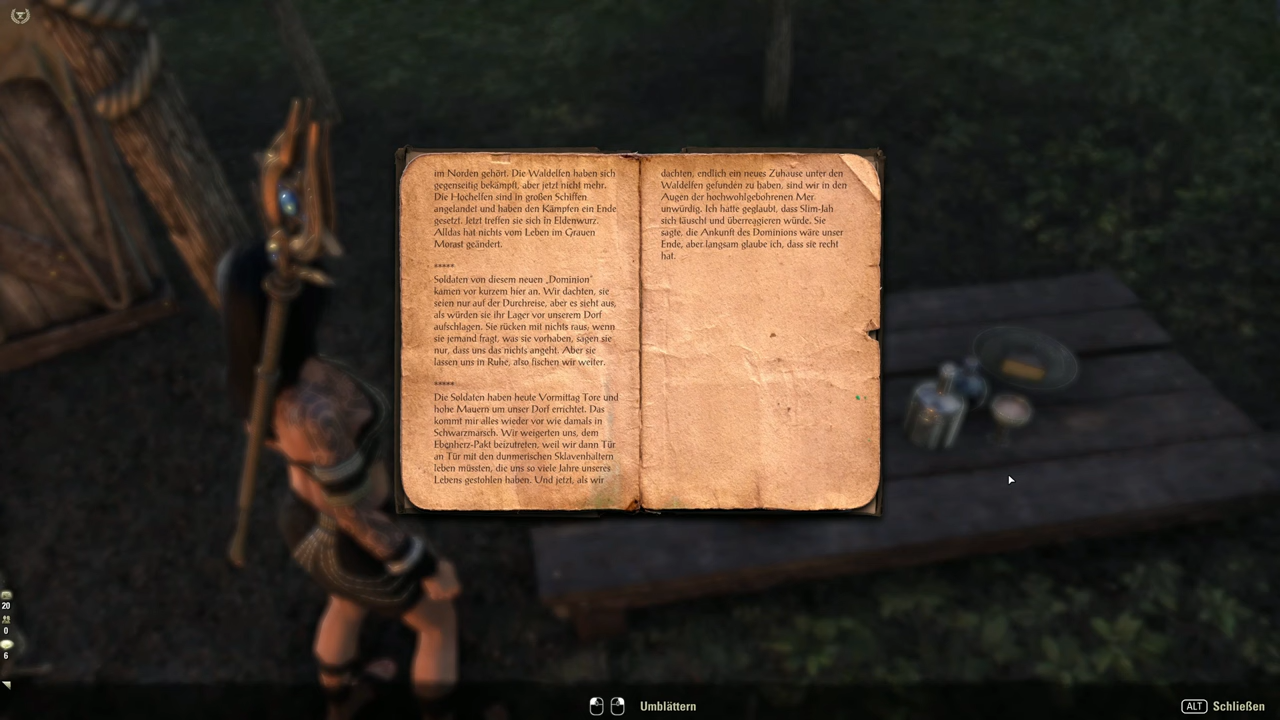 im Norden gehört. Die Waldelfen haben sich
gegenseitig bekämpft, aber jetzt nicht mehr.
Die Hochelfen sind in großen Schiffen
angelandet und haben den Kämpfen ein Ende
gesetzt. Jetzt treffen sie sich in Eldenwurz.
Alldas hat nichts vom Leben im Grauen
Morast geändert.
*****
Soldaten von diesem neuen „Dominion“
kamen vor kurzem hier an. Wir dachten, sie
seien nur auf der Durchreise, aber es sieht aus,
als würden sie ihr Lager vor unserem Dorf
aufschlagen. Sie rücken mit nichts raus, wenn
sie jemand fragt, was sie vorhaben, sagen sie
nur, dass uns das nichts angeht. Aber sie
lassen uns in Ruhe, also fischen wir weiter.
*****
Die Soldaten haben heute Vormittag Tore und
hohe Mauern um unser Dorf errichtet. Das
kommt mir alles wieder vor wie damals in
Schwarzmarsch. Wir weigerten uns, dem
Ebenherz-Pakt beizutreten, weil wir dann Tür
an Tür mit den dunmerischen Sklavenhaltern
leben müssten, die uns so viele Jahre unseres
Lebens gestohlen haben. Und jetzt, als wir
dachten, endlich ein neues Zuhause unter den
Waldelfen gefunden zu haben, sind wir in den
Augen der hochwohlgebohrenen Mer
unwürdig. Ich hatte geglaubt, dass Slim-Jah
sich täuscht und überreagieren würde. Sie
sagte, die Ankunft des Dominions wäre unser
Ende, aber langsam glaube ich, dass sie recht
hat.
20
0
6
Umblättern
ALT Schließen